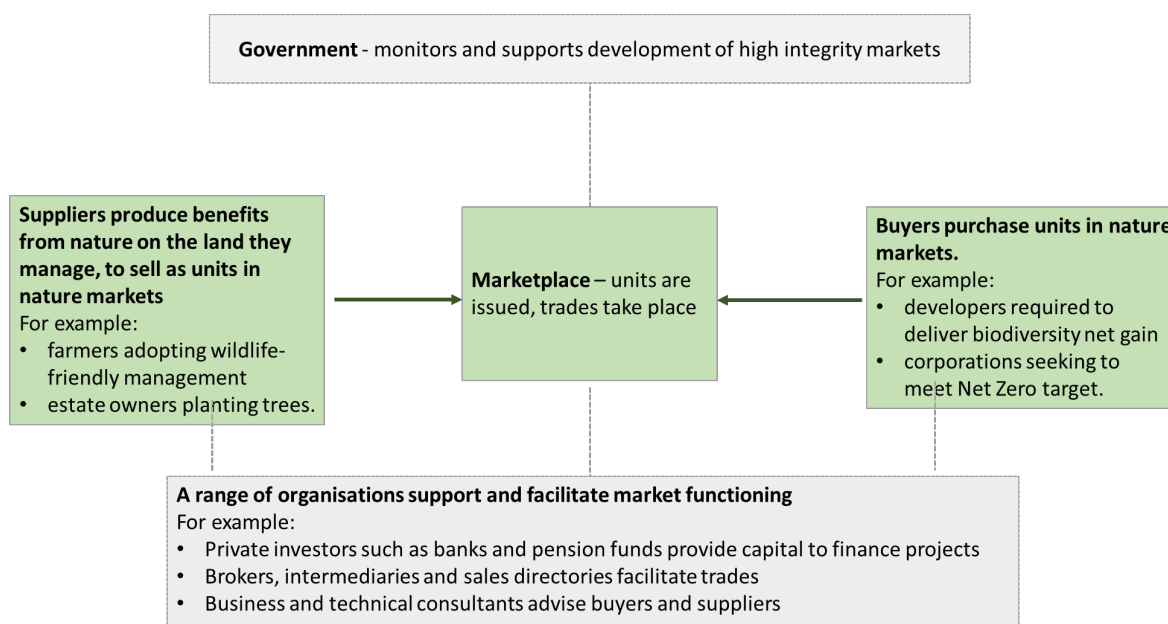 Government - monitors and supports development of high integrity markets
Suppliers produce benefits
from nature on the land they
manage, to sell as units in
nature markets
For example:
• farmers adopting wildlife-
friendly management
• estate owners planting trees.
Marketplace – units are
issued, trades take place
Buyers purchase units in nature
markets.
For example:
• developers required to
deliver biodiversity net gain
• corporations seeking to
meet Net Zero target.
A range of organisations support and facilitate market functioning
For example:
• Private investors such as banks and pension funds provide capital to finance projects
• Brokers, intermediaries and sales directories facilitate trades
• Business and technical consultants advise buyers and suppliers